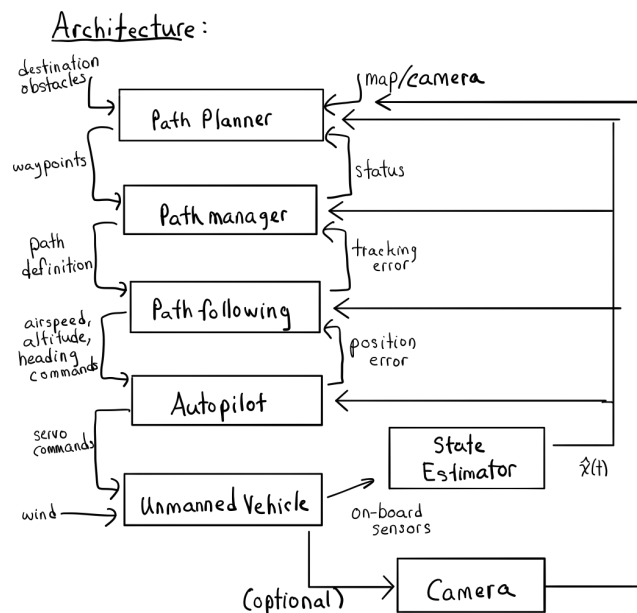 Architecture:
destination
obstacles
map/camera
Path Planner
waypoints
status
Path manager
path
definition
tracking
error
Path following
airspeed,
altitude,
heading
commands
position
error
Autopilot
servo
commands
State
Estimator
x̂(t)
Unmanned Vehicle
wind
on-board
sensors
(optional)
Camera